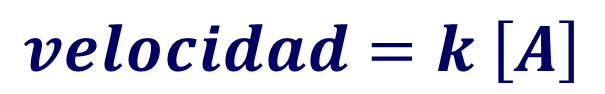 velocidad = k [A]